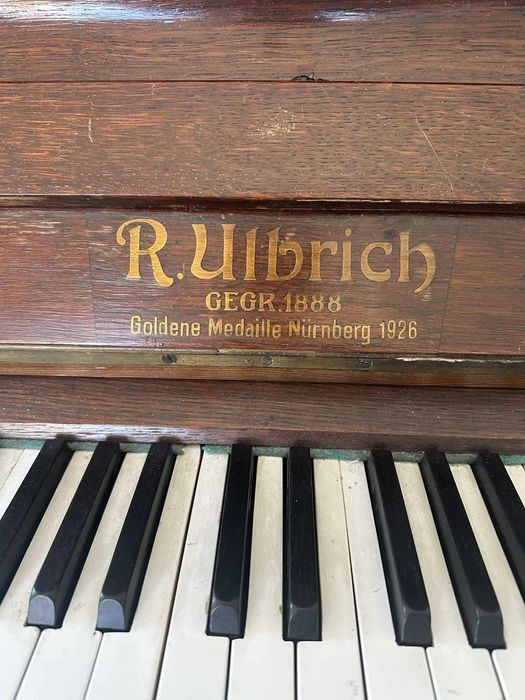 R.Ulbrich
GEGR.1888
Goldene Medaille Nürnberg 1926